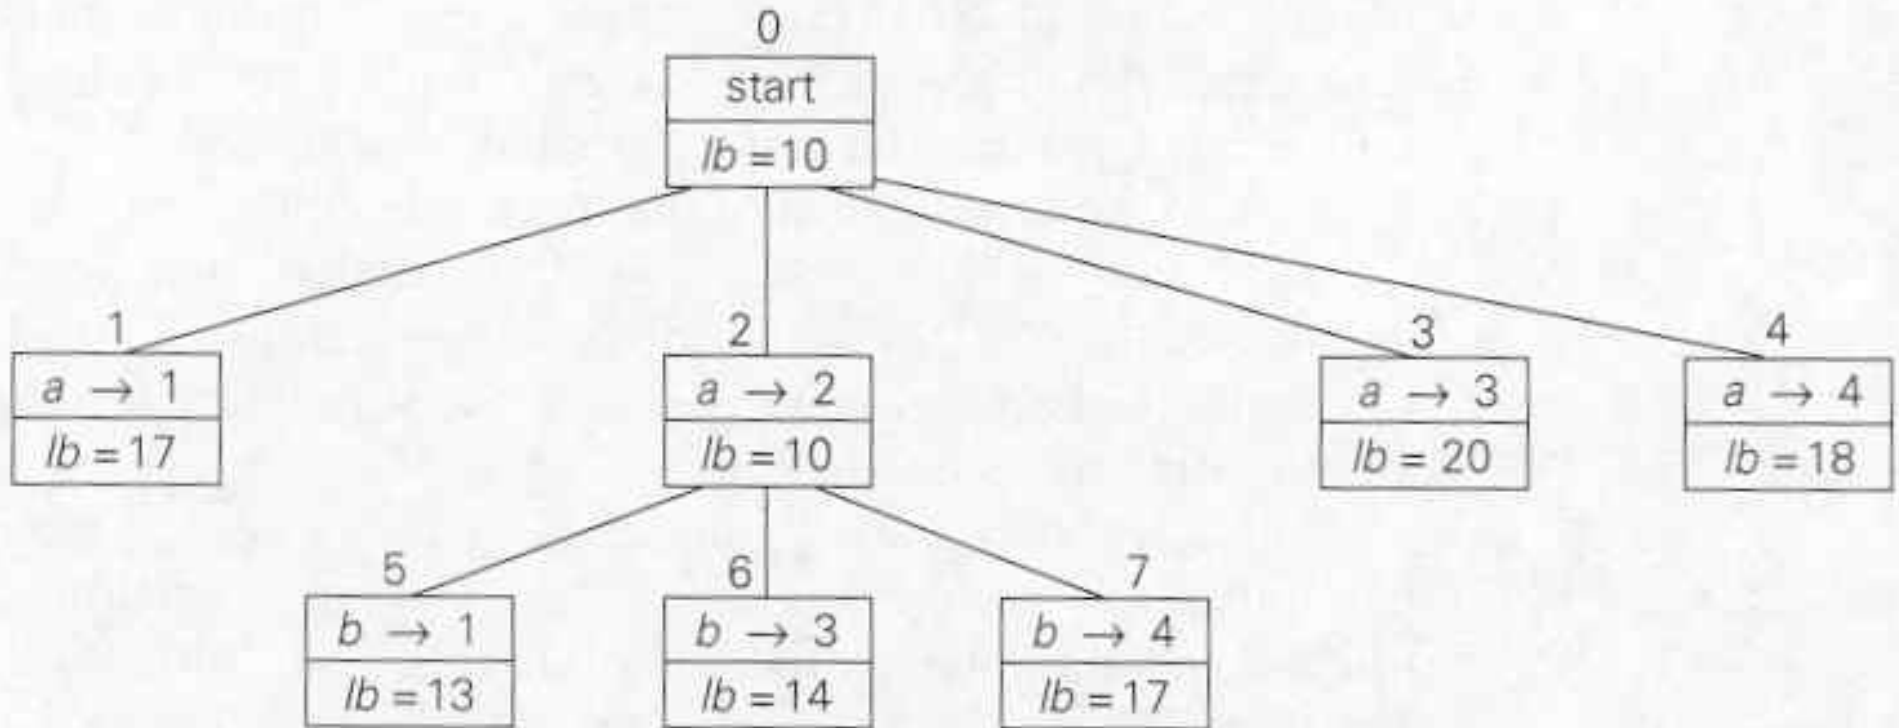 0
start
lb = 10
1
2
3
4
a → 1
a → 2
a → 3
a → 4
lb = 17
lb = 10
lb = 20
lb = 18
5
6
7
b → 1
b → 3
b → 4
lb = 13
lb = 14
lb = 17